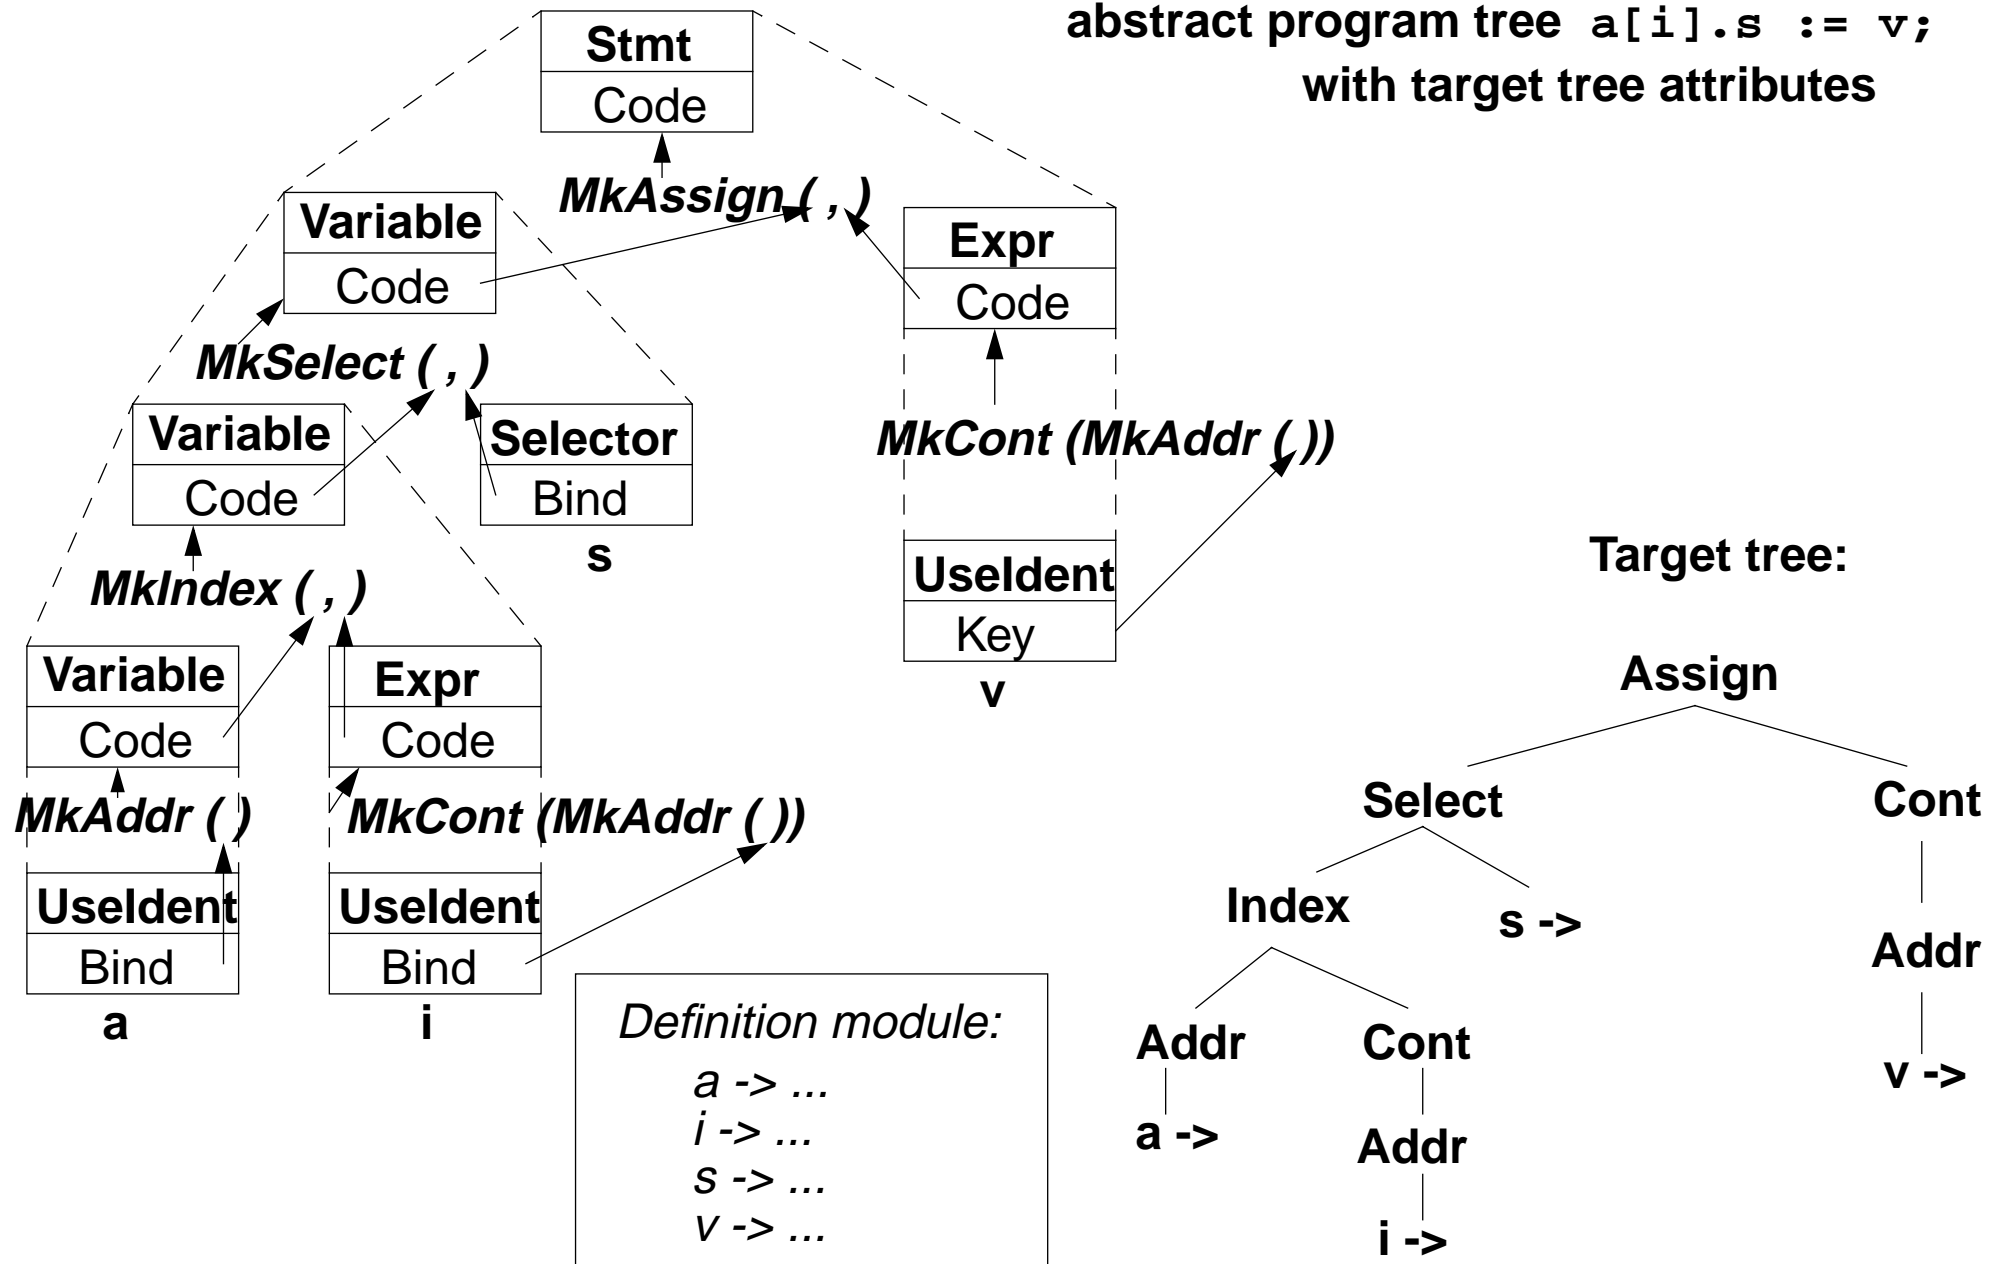 abstract program tree a[i].s := v;
with target tree attributes
Stmt
Code
MkAssign ( , )
Variable
Code
Expr
Code
MkSelect ( , )
Variable
Code
Selector
Bind
s
MkCont (MkAddr ( ))
UseIdent
Key
v
MkIndex ( , )
Variable
Code
Expr
Code
MkAddr ( )
MkCont (MkAddr ( ))
UseIdent
Bind
a
UseIdent
Bind
i
Definition module:
a -> ...
i -> ...
s -> ...
v -> ...
Target tree:
Assign
Select
Cont
Index
s ->
Addr
Addr
Cont
v ->
a ->
Addr
i ->